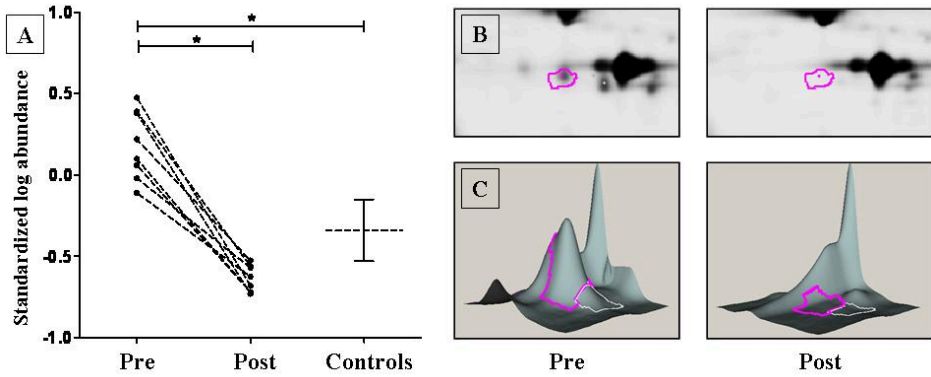 A
Standardized log abundance
1.0
0.5
0.0
-0.5
-1.0
*
*
Pre
Post
Controls
B
C
Pre
Post